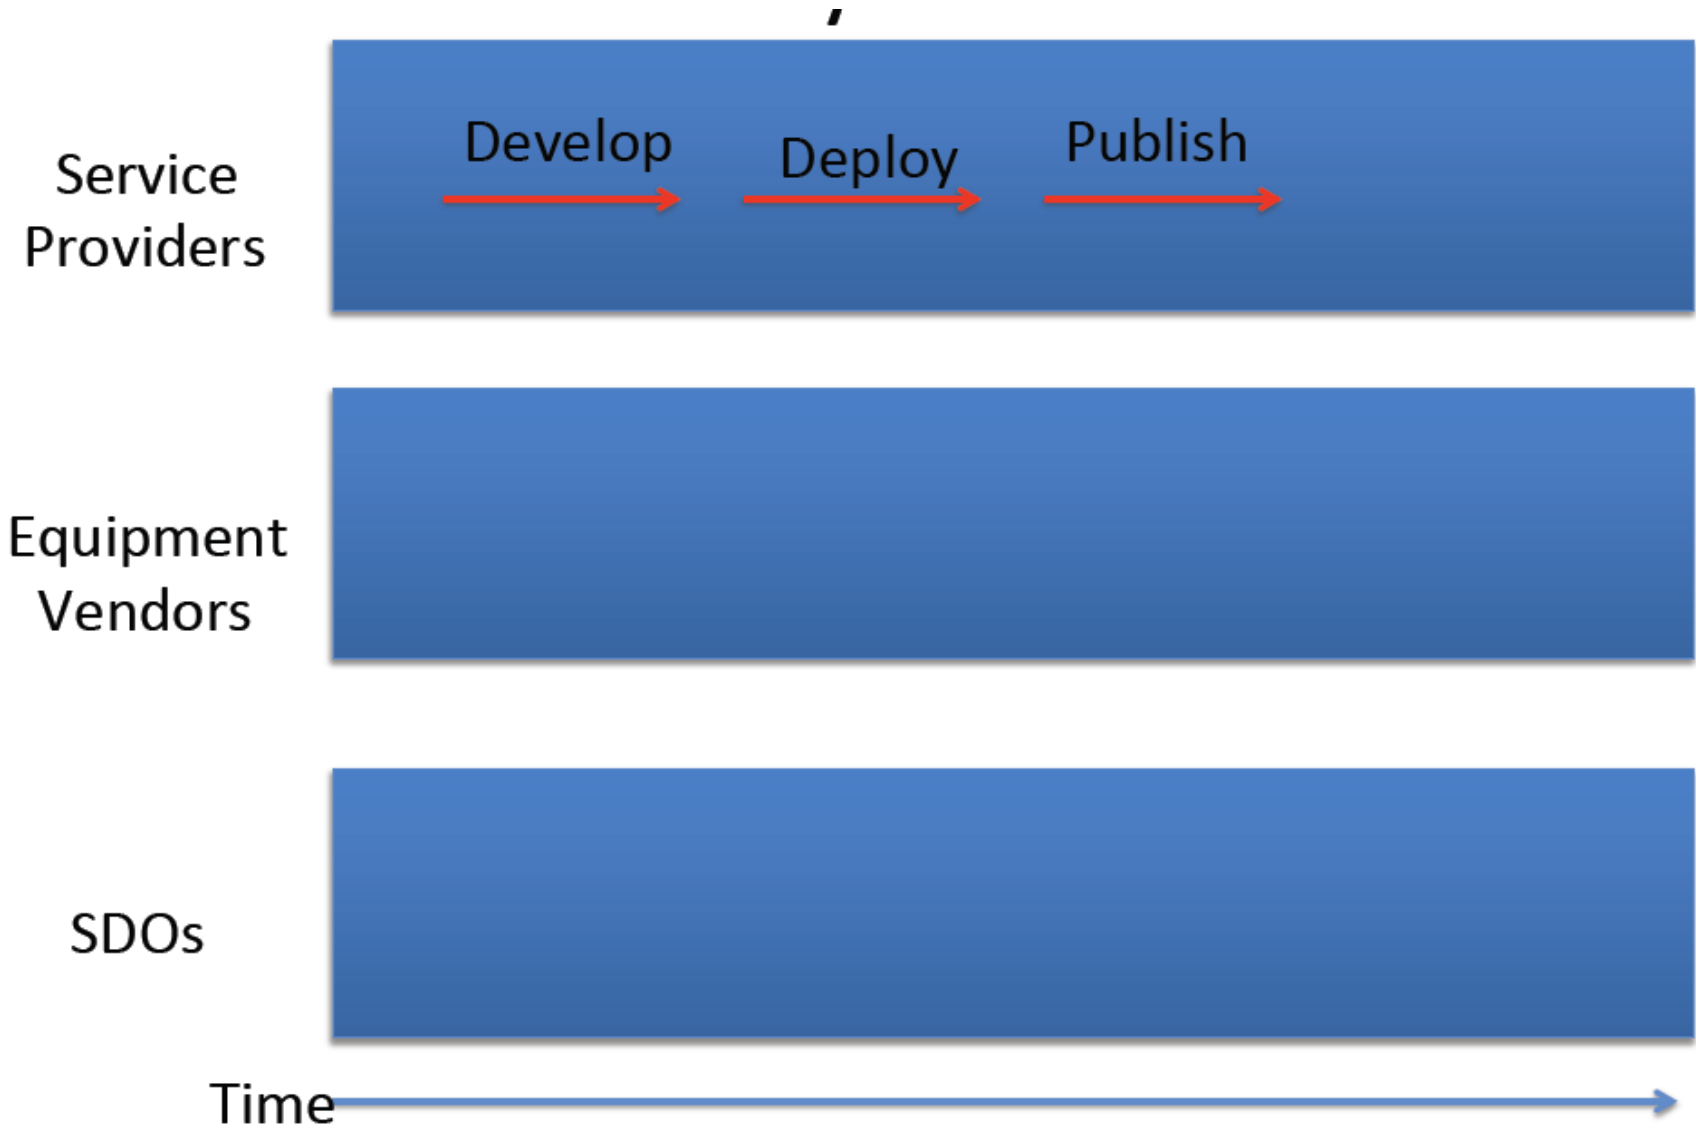 Develop
Deploy
Publish
Service
Providers
Equipment
Vendors
SDOs
Time